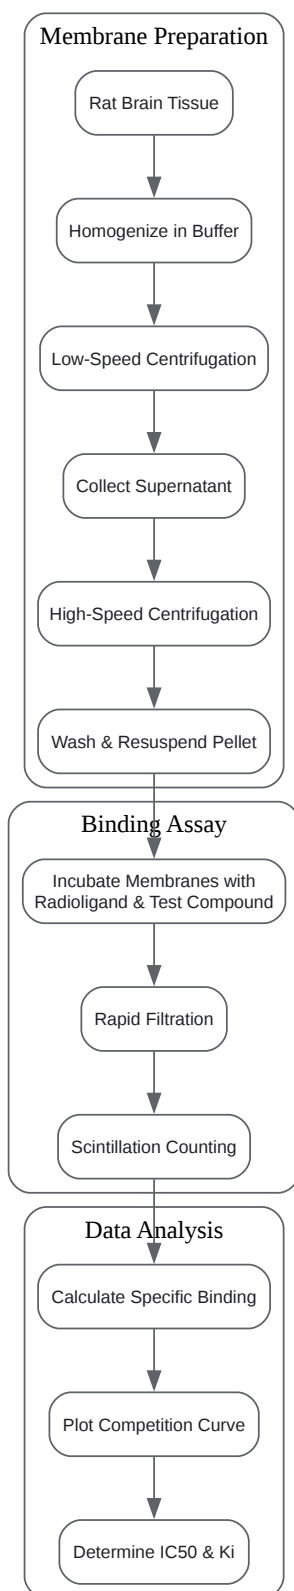 Membrane Preparation
Rat Brain Tissue
Homogenize in Buffer
Low-Speed Centrifugation
Collect Supernatant
High-Speed Centrifugation
Wash & Resuspend Pellet
Binding Assay
Incubate Membranes with
Radioligand & Test Compound
Rapid Filtration
Scintillation Counting
Data Analysis
Calculate Specific Binding
Plot Competition Curve
Determine IC50 & Ki